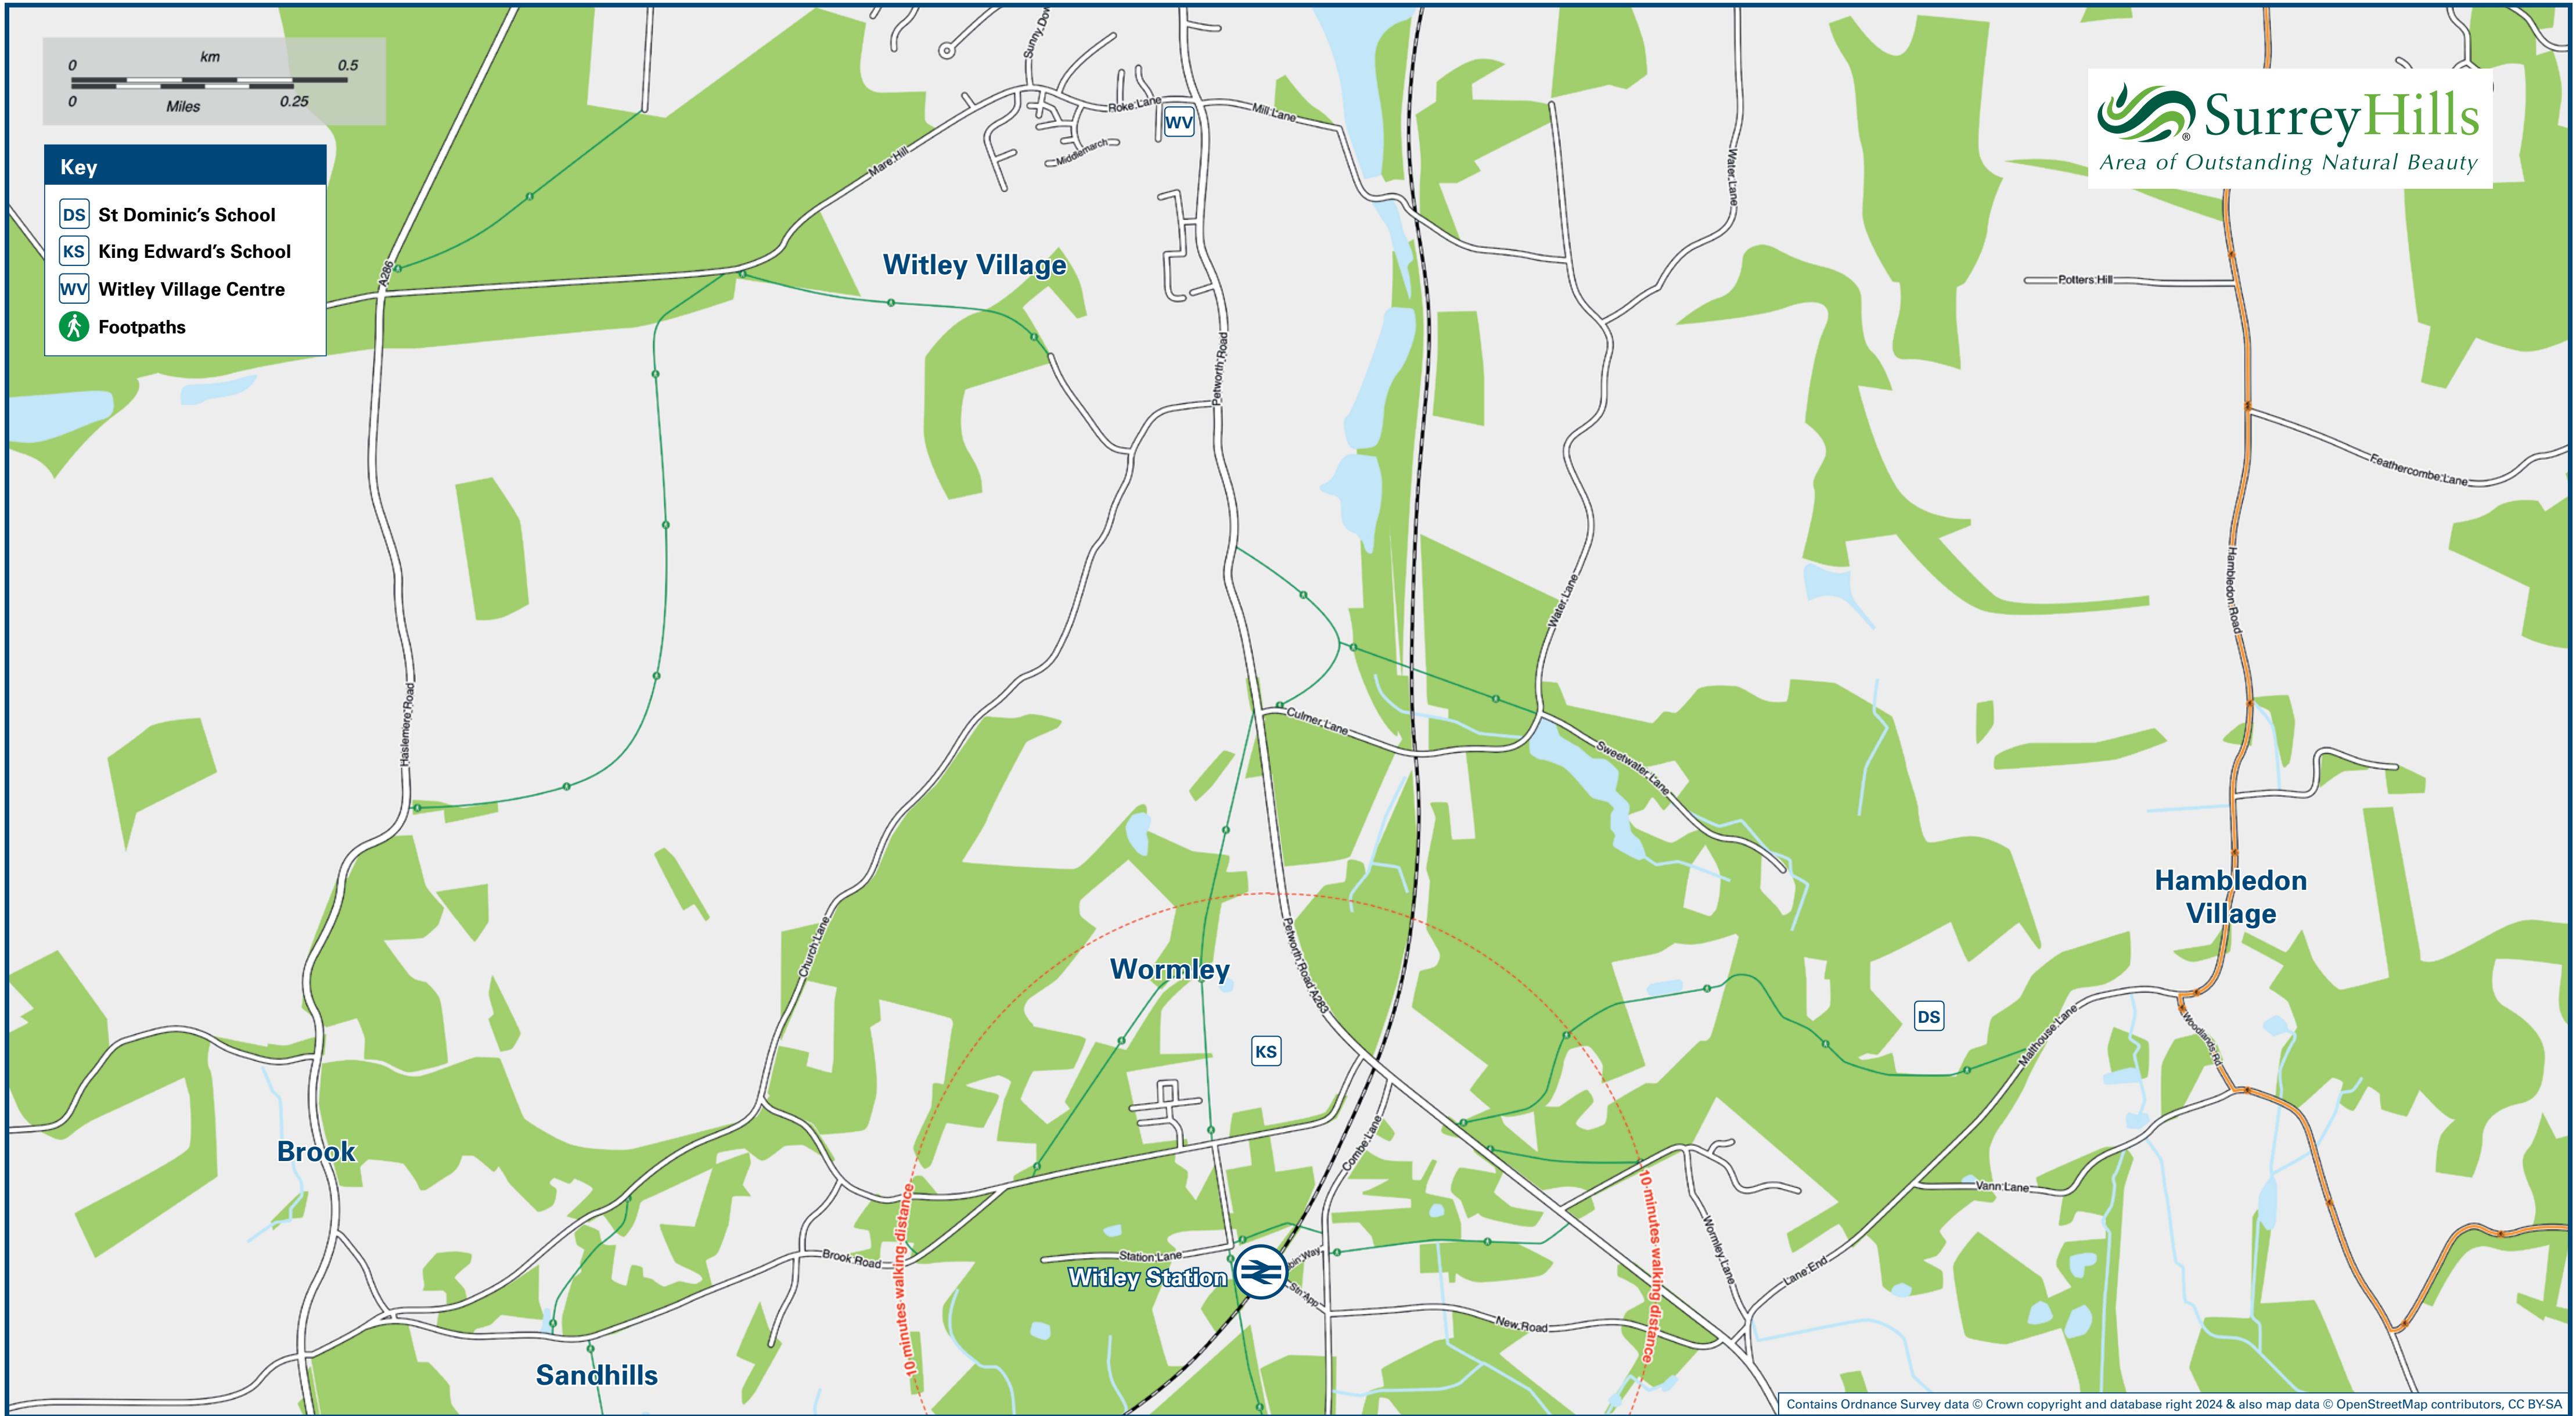 km
0 0.5
0 Miles 0.25
Key
DS St Dominic's School
KS King Edward's School
WV Witley Village Centre
Footpaths
SurreyHills®
Area of Outstanding Natural Beauty
Roke Lane
WV
Mill Lane
Middlemarch
Mare Hill
Water Lane
A286
Witley Village
Potters Hill
Petworth Road
Feathercombe Lane
Hambledon Road
Water Lane
Haslemere Road
Culmer Lane
Sweetwater Lane
Hambledon
Village
Church Lane
Wormley
Petworth Road A283
DS
KS
Malthouse Lane
Woodlands Rd
Brook
Combe Lane
Vann Lane
10 minutes walking distance
10 minutes walking distance
Wormley Lane
Brook Road
Station Lane
Witley Station
Stn App
Lane End
New Road
Sandhills
Contains Ordnance Survey data © Crown copyright and database right 2024 & also map data © OpenStreetMap contributors, CC BY-SA